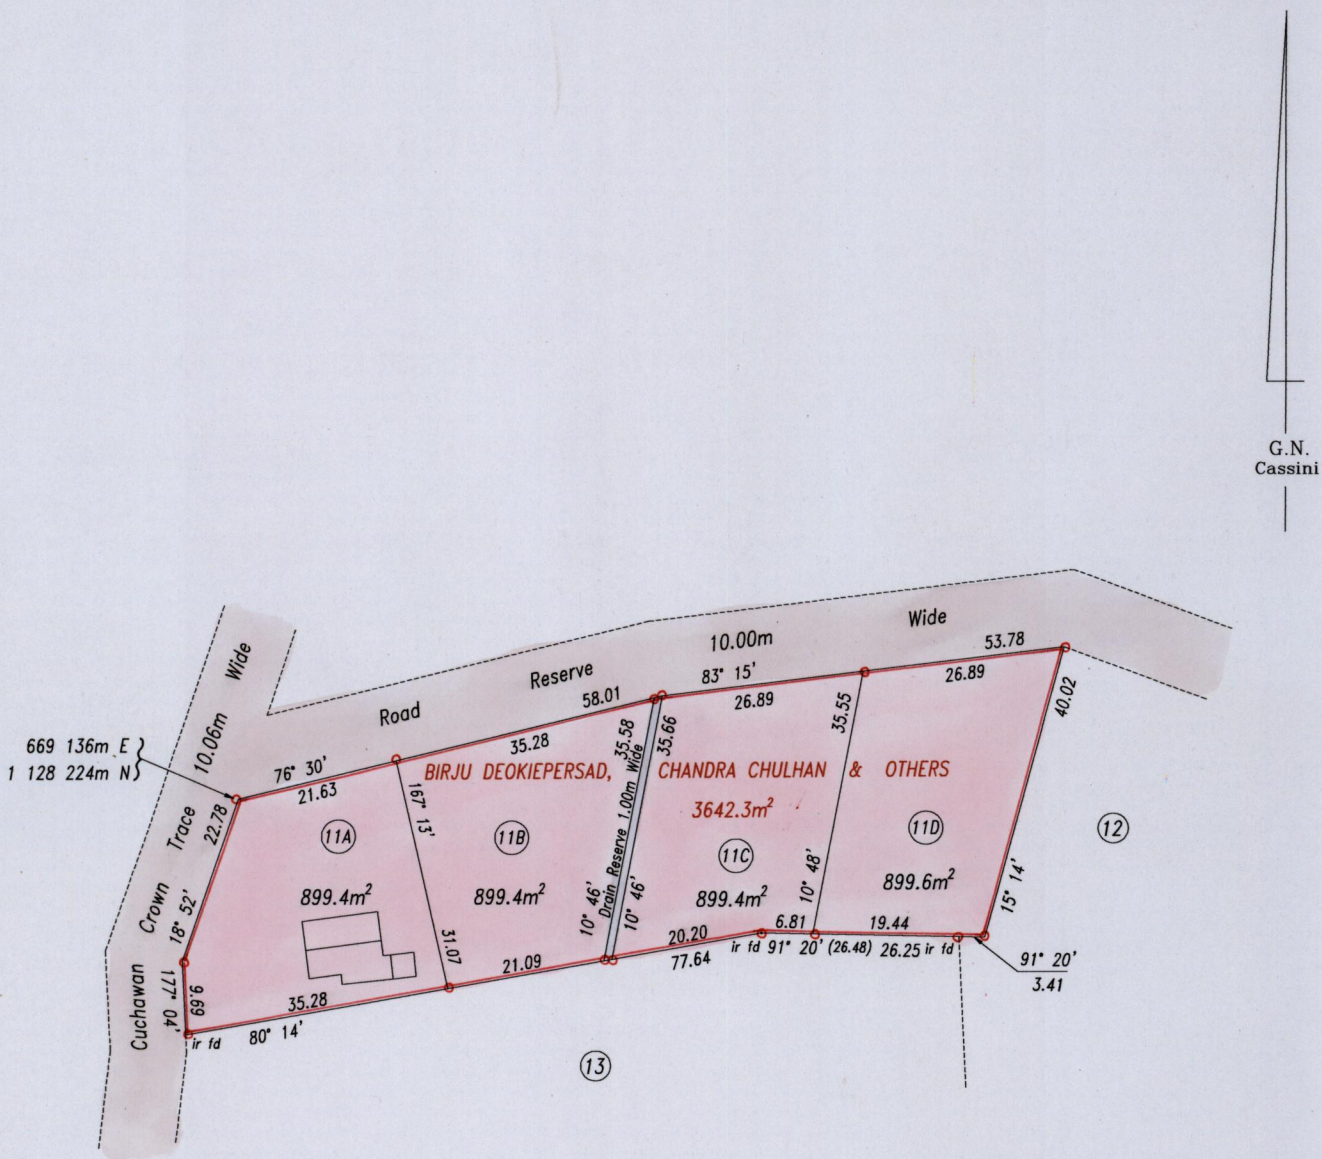 G.N.
Cassini
Wide
53.78
10.00m
Reserve
83° 15'
26.89
58.01
26.89
Road
Wide
10.06m
40.02
35.55
35.58
35.66
35.28
669 136m E
1 128 224m N
76° 30'
21.63
BIRJU DEOKIEPERSAD, CHANDRA CHULHAN & OTHERS
3642.3m²
167° 13'
Drain Reserve 1.00m Wide
Trace
22.78
11A
11B
11C
11D
12
899.4m²
899.4m²
899.4m²
899.6m²
10° 48'
15° 14'
10° 46'
10° 46'
Crown
18° 52'
6.81
19.44
20.20
ir fd 91° 20' (26.48) 26.25 ir fd
77.64
31.07
21.09
91° 20'
3.41
Cuchawan
177° 04'
9.69
35.28
ir fd
80° 14'
13